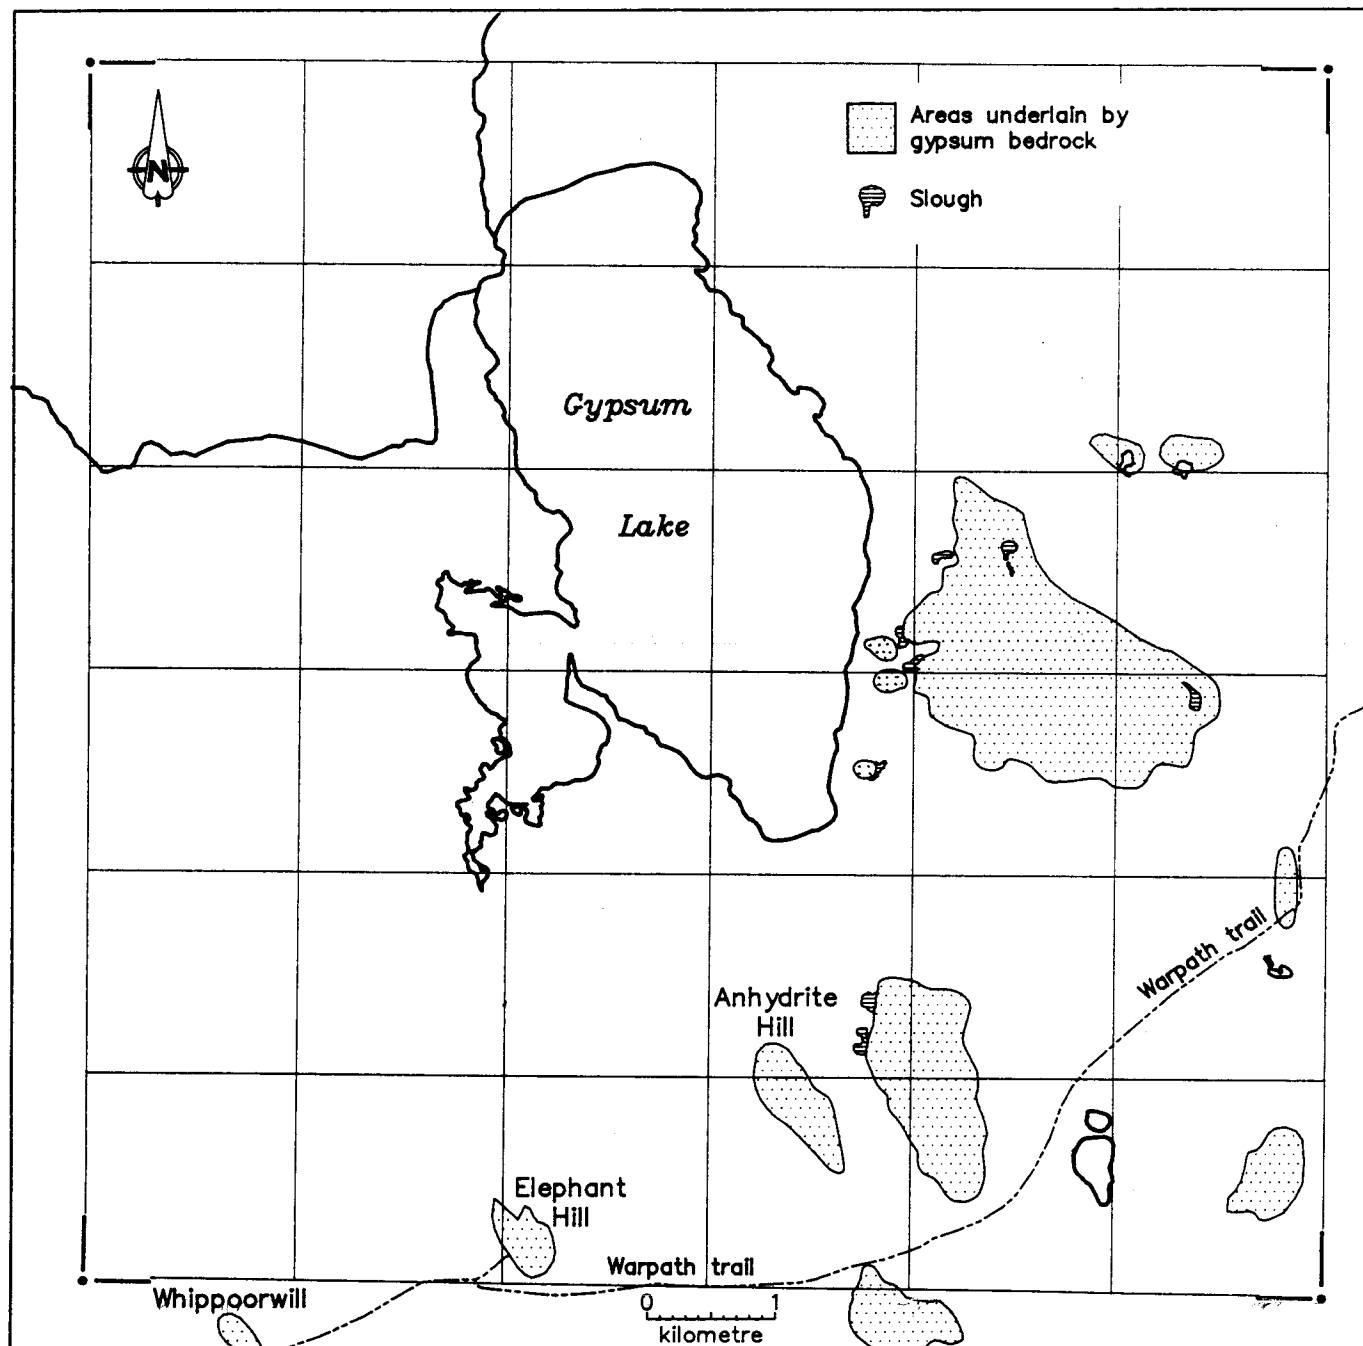 N
Areas underlain by
gypsum bedrock
Slough
Gypsum
Lake
Warpath trail
Anhydrite
Hill
Elephant
Hill
Warpath trail
Whippoorwill
0 1
kilometre